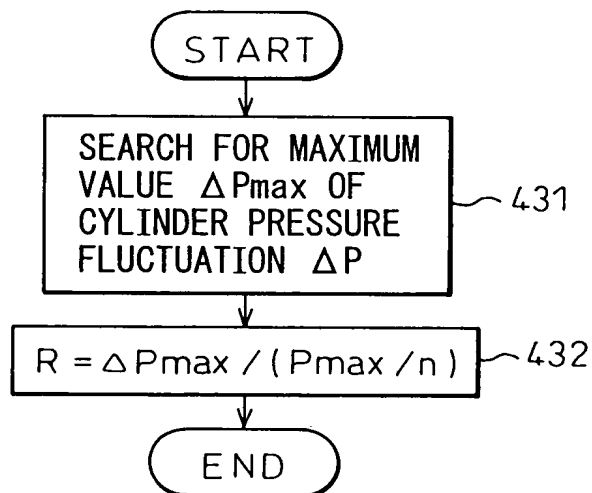 START
SEARCH FOR MAXIMUM
VALUE ΔPmax OF
CYLINDER PRESSURE
FLUCTUATION ΔP
431
R = ΔPmax / (Pmax / n)
432
END